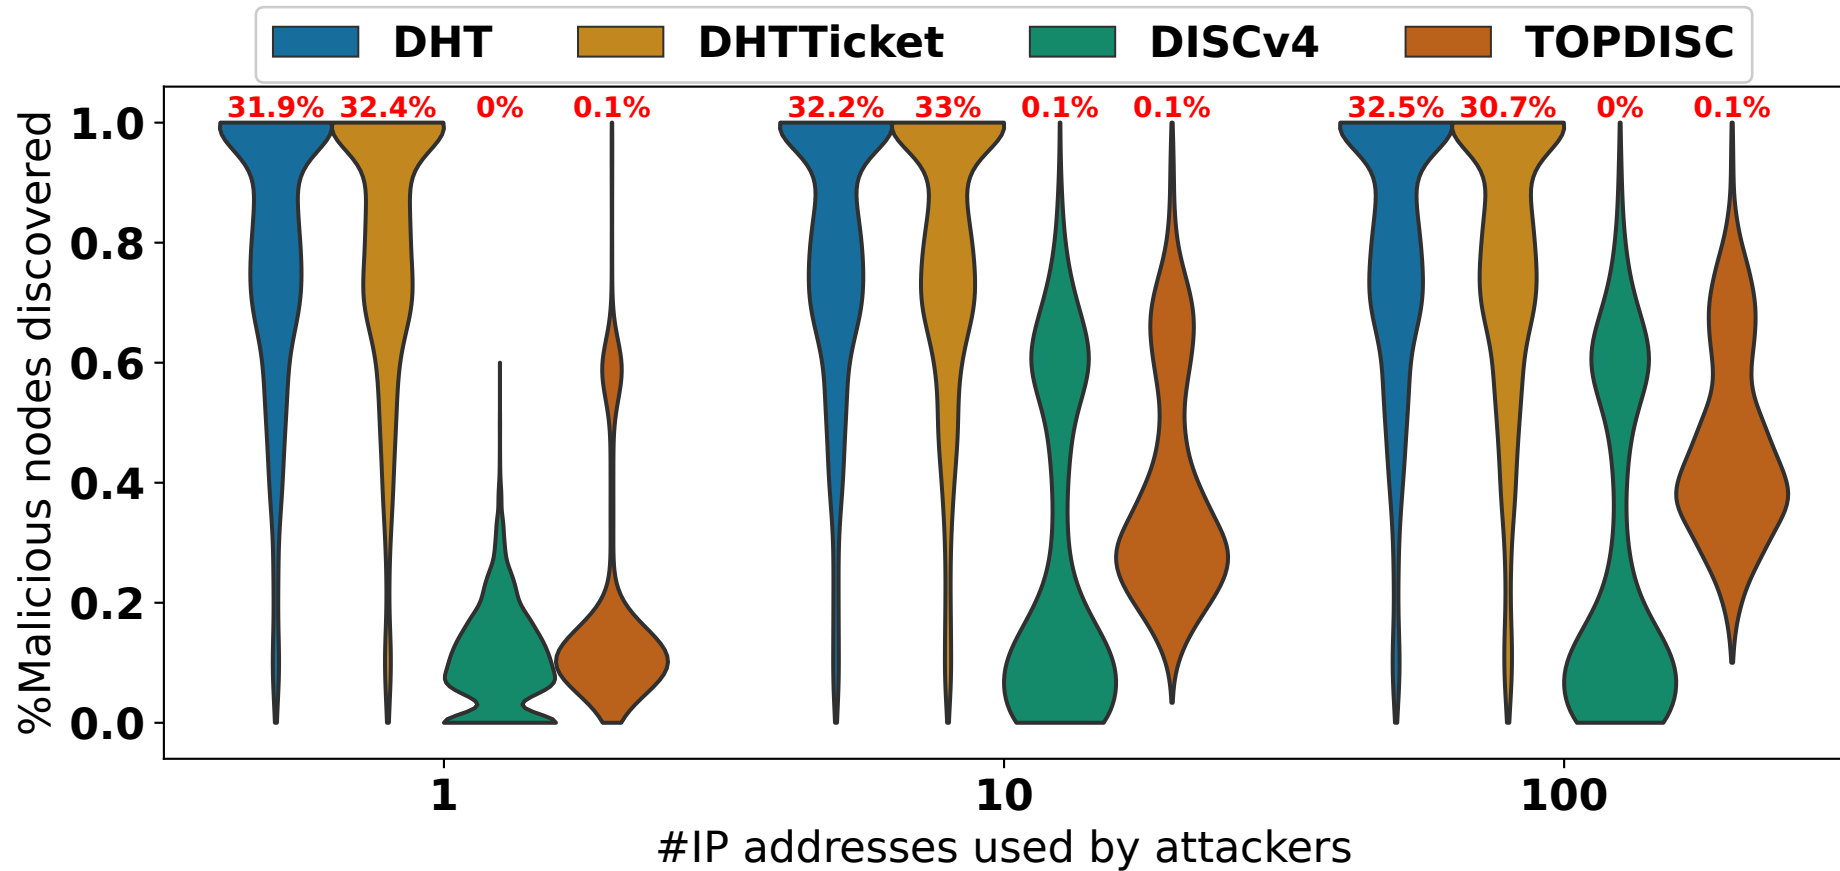 DHT DHTTicket DISCv4 TOPDISC
31.9% 32.4% 0% 0.1% 32.2% 33% 0.1% 0.1% 32.5% 30.7% 0% 0.1%
%Malicious nodes discovered
1.0
0.8
0.6
0.4
0.2
0.0
1 10 100
#IP addresses used by attackers